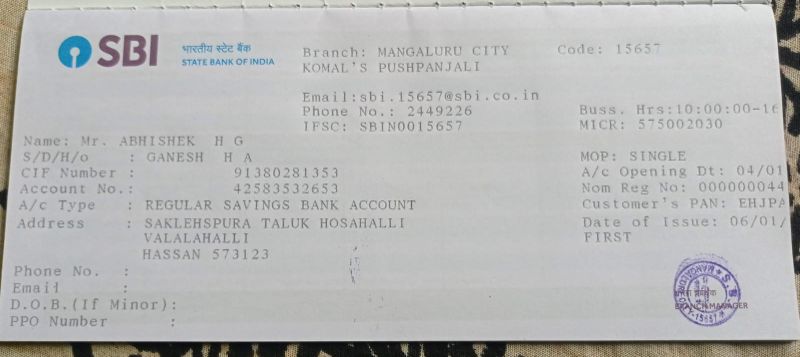 SBI
भारतीय स्टेट बैंक
STATE BANK OF INDIA
Branch: MANGALURU CITY Code: 15657
KOMAL'S PUSHPANJALI
Email:sbi.15657@sbi.co.in
Phone No.: 2449226 Buss. Hrs:10:00:00-16
IFSC: SBIN0015657 MICR: 575002030
Name: Mr. ABHISHEK H G
S/D/H/o : GANESH H A MOP: SINGLE
CIF Number : 91380281353 A/c Opening Dt: 04/01
Account No.: 42583532653 Nom Reg No: 000000044
A/c Type : REGULAR SAVINGS BANK ACCOUNT Customer's PAN: EHJPA
Address : SAKLEHSPURA TALUK HOSAHALLI Date of Issue: 06/01/
VALALAHALLI FIRST
HASSAN 573123
Phone No. :
Email :
D.O.B.(If Minor):
PPO Number :
BRANCH MANAGER